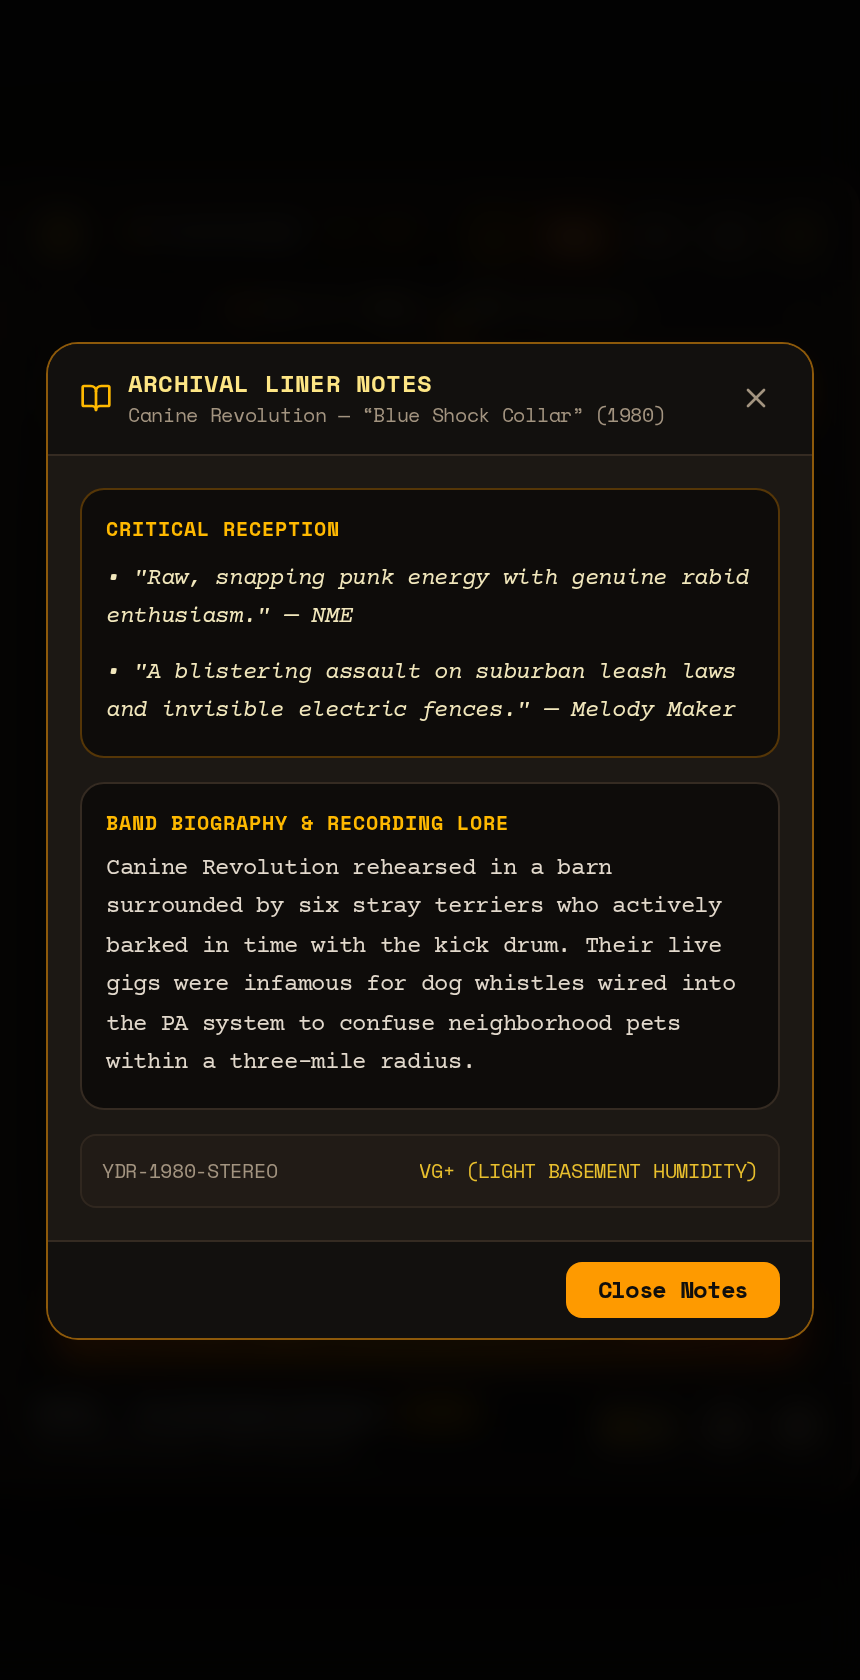 ARCHIVAL LINER NOTES
Canine Revolution — “Blue Shock Collar” (1980)
CRITICAL RECEPTION
• "Raw, snapping punk energy with genuine rabid
enthusiasm." — NME
• "A blistering assault on suburban leash laws
and invisible electric fences." — Melody Maker
BAND BIOGRAPHY & RECORDING LORE
Canine Revolution rehearsed in a barn
surrounded by six stray terriers who actively
barked in time with the kick drum. Their live
gigs were infamous for dog whistles wired into
the PA system to confuse neighborhood pets
within a three-mile radius.
YDR-1980-STEREO
VG+ (LIGHT BASEMENT HUMIDITY)
Close Notes